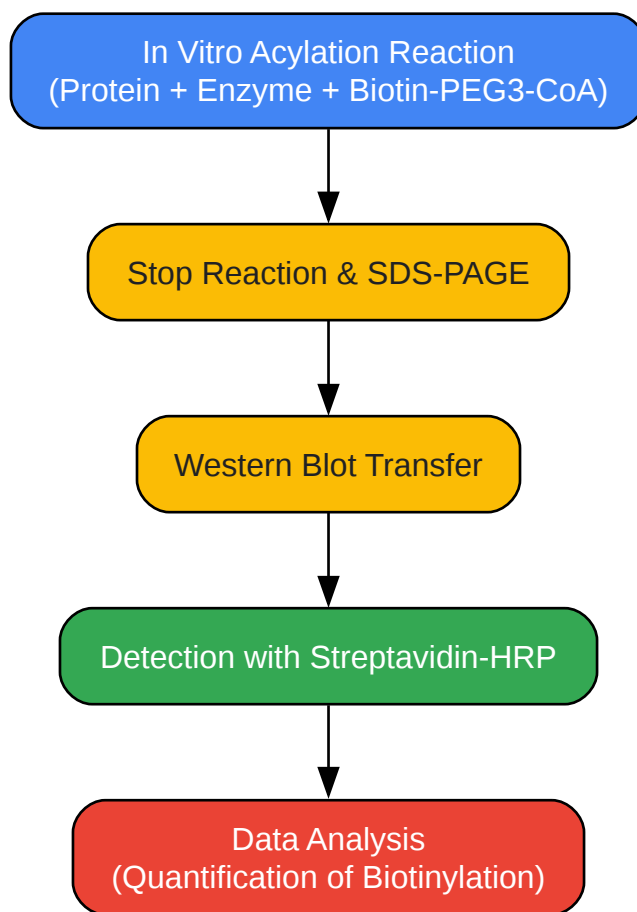 In Vitro Acylation Reaction
(Protein + Enzyme + Biotin-PEG3-CoA)
Stop Reaction & SDS-PAGE
Western Blot Transfer
Detection with Streptavidin-HRP
Data Analysis
(Quantification of Biotinylation)